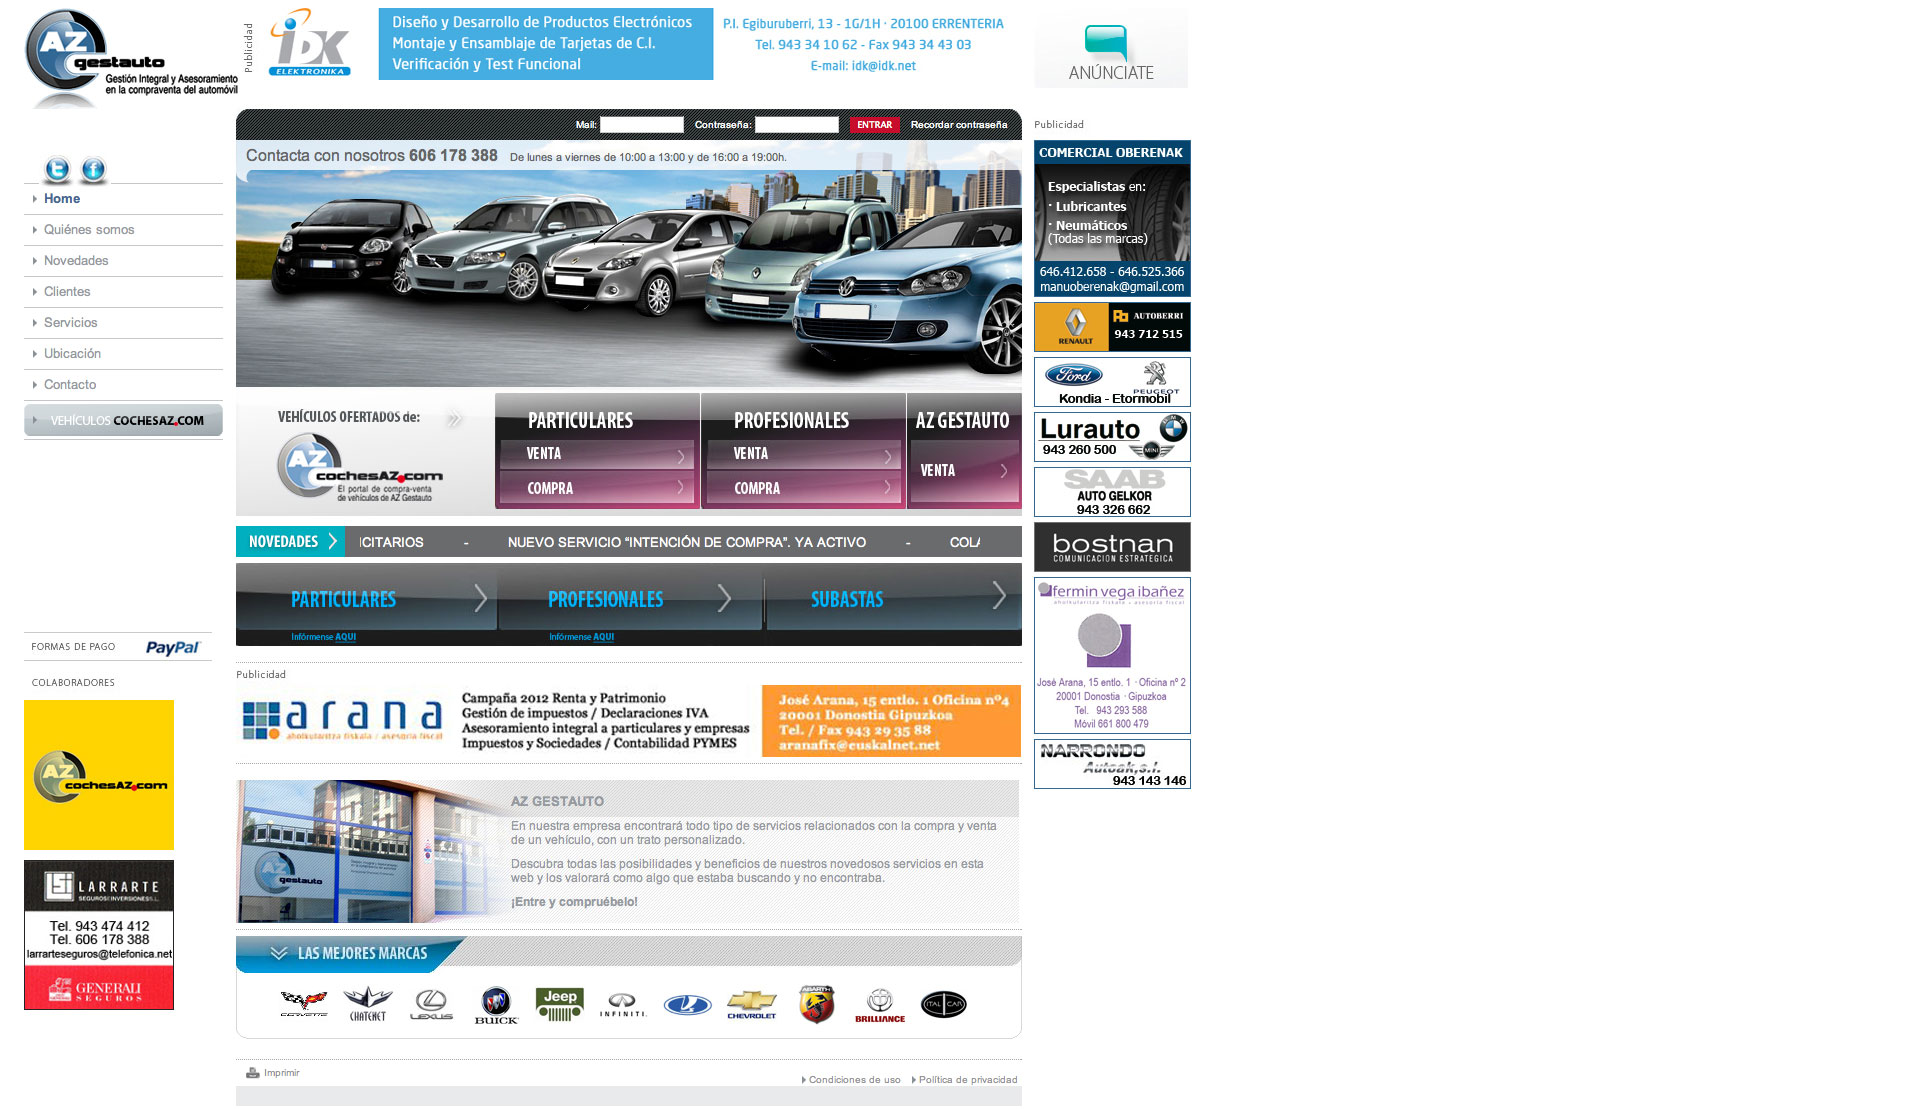 AZ
gestauto
Gestión Integral y Asesoramiento
en la compraventa del automóvil
Publicidad
iDK
ELEKTRONIKA
Diseño y Desarrollo de Productos Electrónicos
Montaje y Ensamblaje de Tarjetas de C.I.
Verificación y Test Funcional
P.I. Egiburuberri, 13 - 1G/1H · 20100 ERRENTERIA
Tel. 943 34 10 62 - Fax 943 34 43 03
E-mail: idk@idk.net
ANÚNCIATE
Mail:
Contraseña:
ENTRAR
Recordar contraseña
Contacta con nosotros 606 178 388 De lunes a viernes de 10:00 a 13:00 y de 16:00 a 19:00h.
Home
Quiénes somos
Novedades
Clientes
Servicios
Ubicación
Contacto
VEHÍCULOS COCHESAZ.COM
VEHÍCULOS OFERTADOS de:
AZ
cochesAZ.com
El portal de compra-venta
de vehículos de AZ Gestauto
PARTICULARES
VENTA
COMPRA
PROFESIONALES
VENTA
COMPRA
AZ GESTAUTO
VENTA
NOVEDADES
ICITARIOS - NUEVO SERVICIO “INTENCIÓN DE COMPRA”. YA ACTIVO - COLA
PARTICULARES
Infórmense AQUI
PROFESIONALES
Infórmense AQUI
SUBASTAS
FORMAS DE PAGO
PayPal
COLABORADORES
AZ
cochesAZ.com
LSI LARRARTE
SEGUROS E INVERSIONES S.L.
Tel. 943 474 412
Tel. 606 178 388
larrarteseguros@telefonica.net
GENERALI
SEGUROS
Publicidad
arana
aholkularitza fiskala / asesoria fiscal
Campaña 2012 Renta y Patrimonio
Gestión de impuestos / Declaraciones IVA
Asesoramiento integral a particulares y empresas
Impuestos y Sociedades / Contabilidad PYMES
José Arana, 15 entlo. 1 Oficina nº4
20001 Donostia Gipuzkoa
Tel. / Fax 943 29 35 88
aranafix@euskalnet.net
AZ
gestauto
AZ GESTAUTO
En nuestra empresa encontrará todo tipo de servicios relacionados con la compra y venta
de un vehículo, con un trato personalizado.
Descubra todas las posibilidades y beneficios de nuestros novedosos servicios en esta
web y los valorará como algo que estaba buscando y no encontraba.
¡Entre y compruébelo!
LAS MEJORES MARCAS
CORVETTE
CHATENET
LEXUS
BUICK
Jeep
INFINITI
CHEVROLET
ABARTH
BRILLIANCE
ITAL CAR
Imprimir
Condiciones de uso
Política de privacidad
Publicidad
COMERCIAL OBERENAK
Especialistas en:
· Lubricantes
· Neumáticos
(Todas las marcas)
646.412.658 - 646.525.366
manuoberenak@gmail.com
RENAULT
AUTOBERRI
943 712 515
Ford
PEUGEOT
Kondia - Etormobil
Lurauto
943 260 500
MINI
SAAB
AUTO GELKOR
943 326 662
bostnan
COMUNICACION ESTRATEGICA
fermin vega ibañez
aholkularitza fiskala · asesoria fiscal
José Arana, 15 entlo. 1 · Oficina nº 2
20001 Donostia · Gipuzkoa
Tel. 943 293 588
Móvil 661 800 479
NARRONDO
Autoak,s.l.
943 143 146